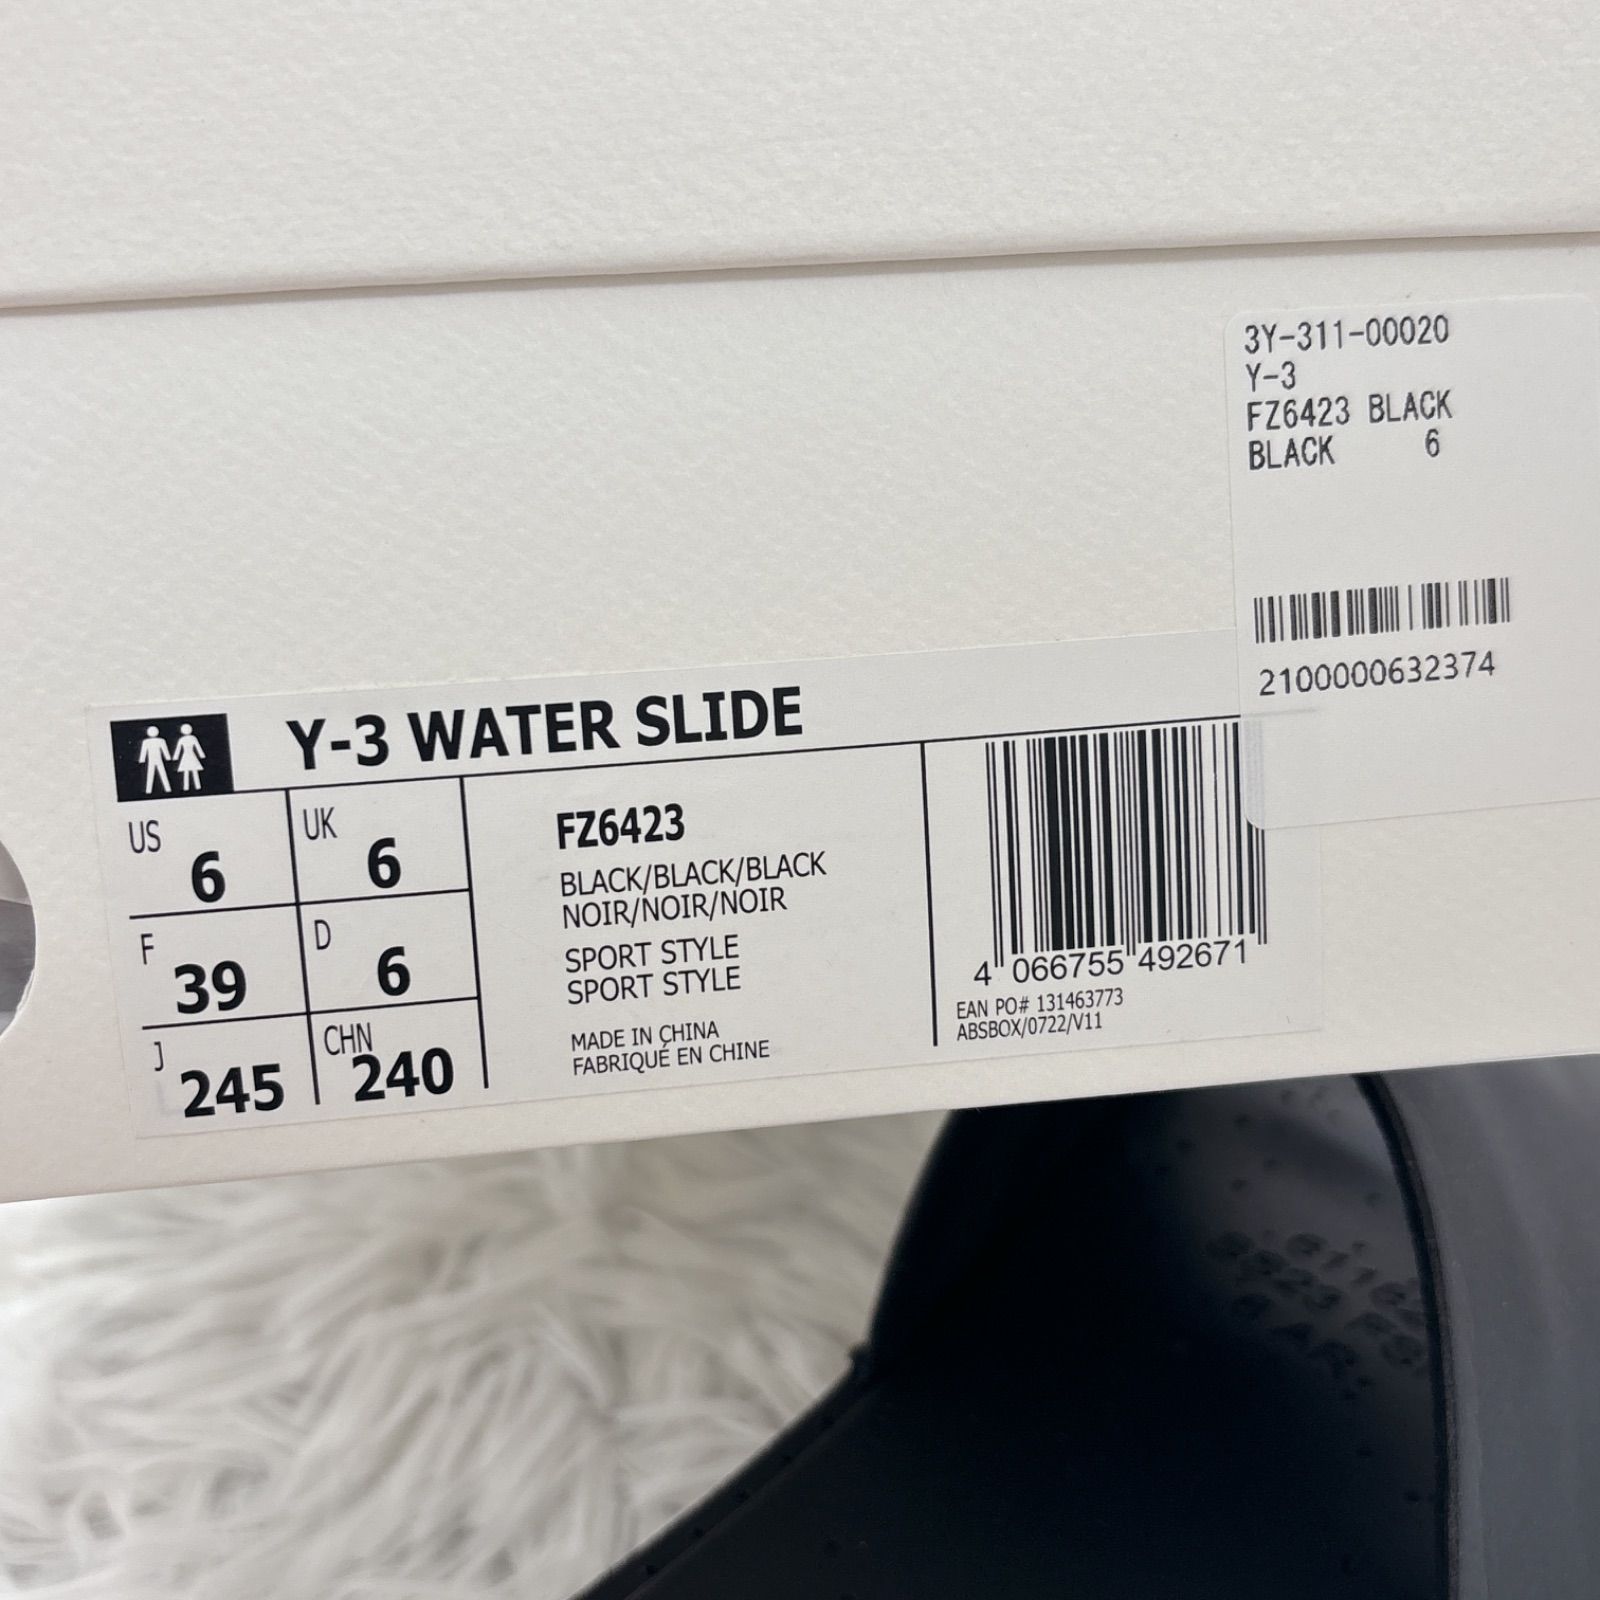 3Y-311-00020
Y-3
FZ6423 BLACK
BLACK 6
2100000632374
Y-3 WATER SLIDE
US 6
UK 6
F 39
D 6
J 245
CHN 240
FZ6423
BLACK/BLACK/BLACK
NOIR/NOIR/NOIR
SPORT STYLE
SPORT STYLE
MADE IN CHINA
FABRIQUÉ EN CHINE
4 066755 492671
EAN PO# 131463773
ABSBOX/0722/V11